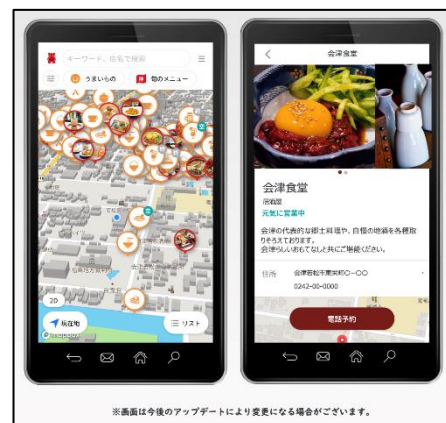 キーワード、店名で検索
うまいもの
旬のメニュー
2D
現在地
リスト
mapbox
会津食堂
会津食堂
居酒屋
元気に営業中
会津の代表的な郷土料理や、自慢の地酒を各種取
りそろえております。
会津らしいおもてなしと共にご堪能ください。
住所
会津若松市東栄町〇-〇〇
0242-00-0000
電話予約
※画面は今後のアップデートにより変更になる場合がございます。